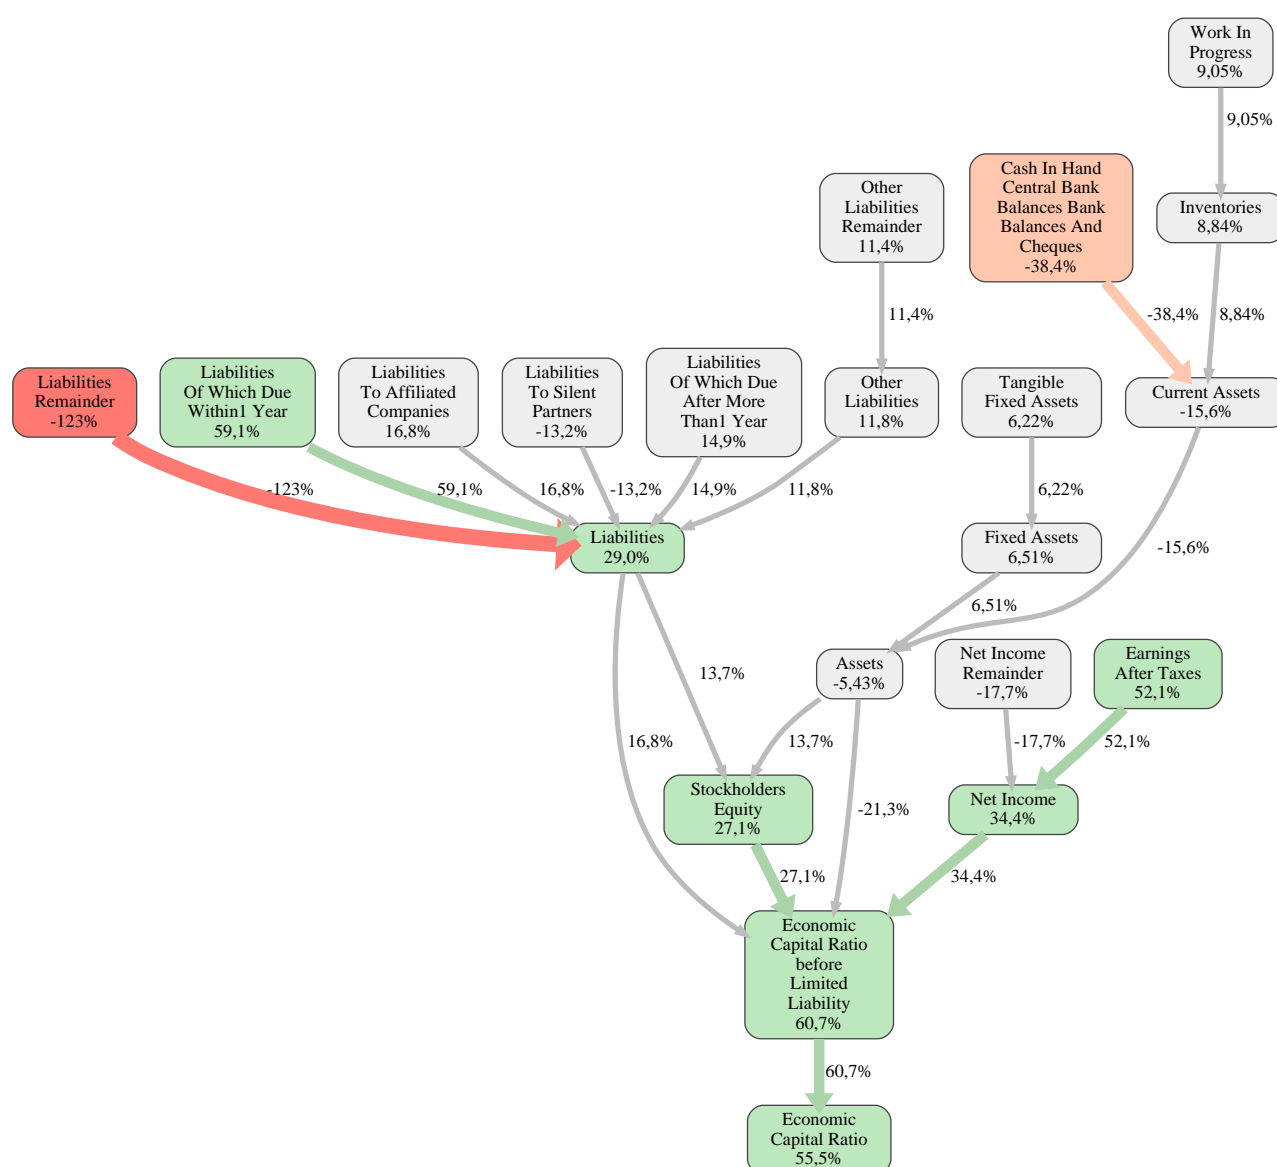 Work In
Progress
9,05%
9,05%
Cash In Hand
Central Bank
Balances Bank
Balances And
Cheques
-38,4%
Other
Liabilities
Remainder
11,4%
Inventories
8,84%
11,4%
-38,4%
8,84%
Liabilities
Remainder
-123%
Liabilities
Of Which Due
Within1 Year
59,1%
Liabilities
To Affiliated
Companies
16,8%
Liabilities
To Silent
Partners
-13,2%
Liabilities
Of Which Due
After More
Than1 Year
14,9%
Other
Liabilities
11,8%
Tangible
Fixed Assets
6,22%
Current Assets
-15,6%
-123%
59,1%
16,8%
-13,2%
14,9%
11,8%
6,22%
Liabilities
29,0%
Fixed Assets
6,51%
-15,6%
6,51%
Assets
-5,43%
Net Income
Remainder
-17,7%
Earnings
After Taxes
52,1%
13,7%
16,8%
13,7%
-17,7%
52,1%
Stockholders
Equity
27,1%
-21,3%
Net Income
34,4%
27,1%
34,4%
Economic
Capital Ratio
before
Limited
Liability
60,7%
60,7%
Economic
Capital Ratio
55,5%